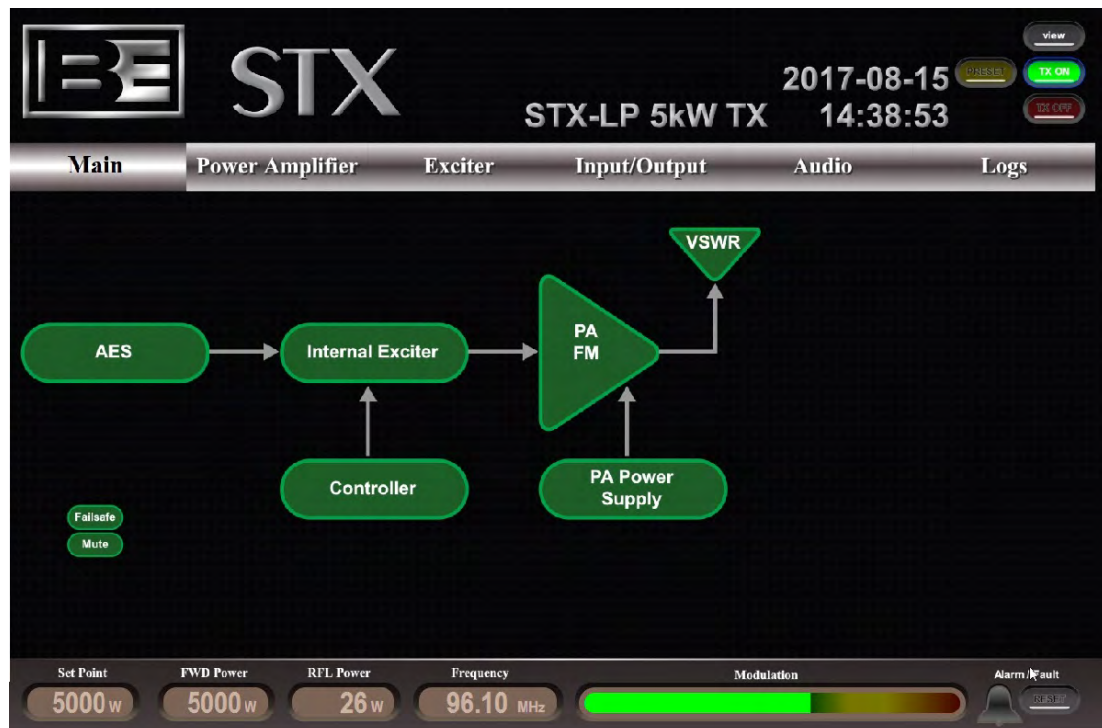 BE STX
view
PRESET TX ON
TX OFF
2017-08-15
STX-LP 5kW TX 14:38:53
Main Power Amplifier Exciter Input/Output Audio Logs
VSWR
AES
Internal Exciter
PA
FM
Controller
PA Power
Supply
Failsafe
Mute
Set Point FWD Power RFL Power Frequency Modulation Alarm / Fault
5000 W 5000 W 26 W 96.10 MHz RESET